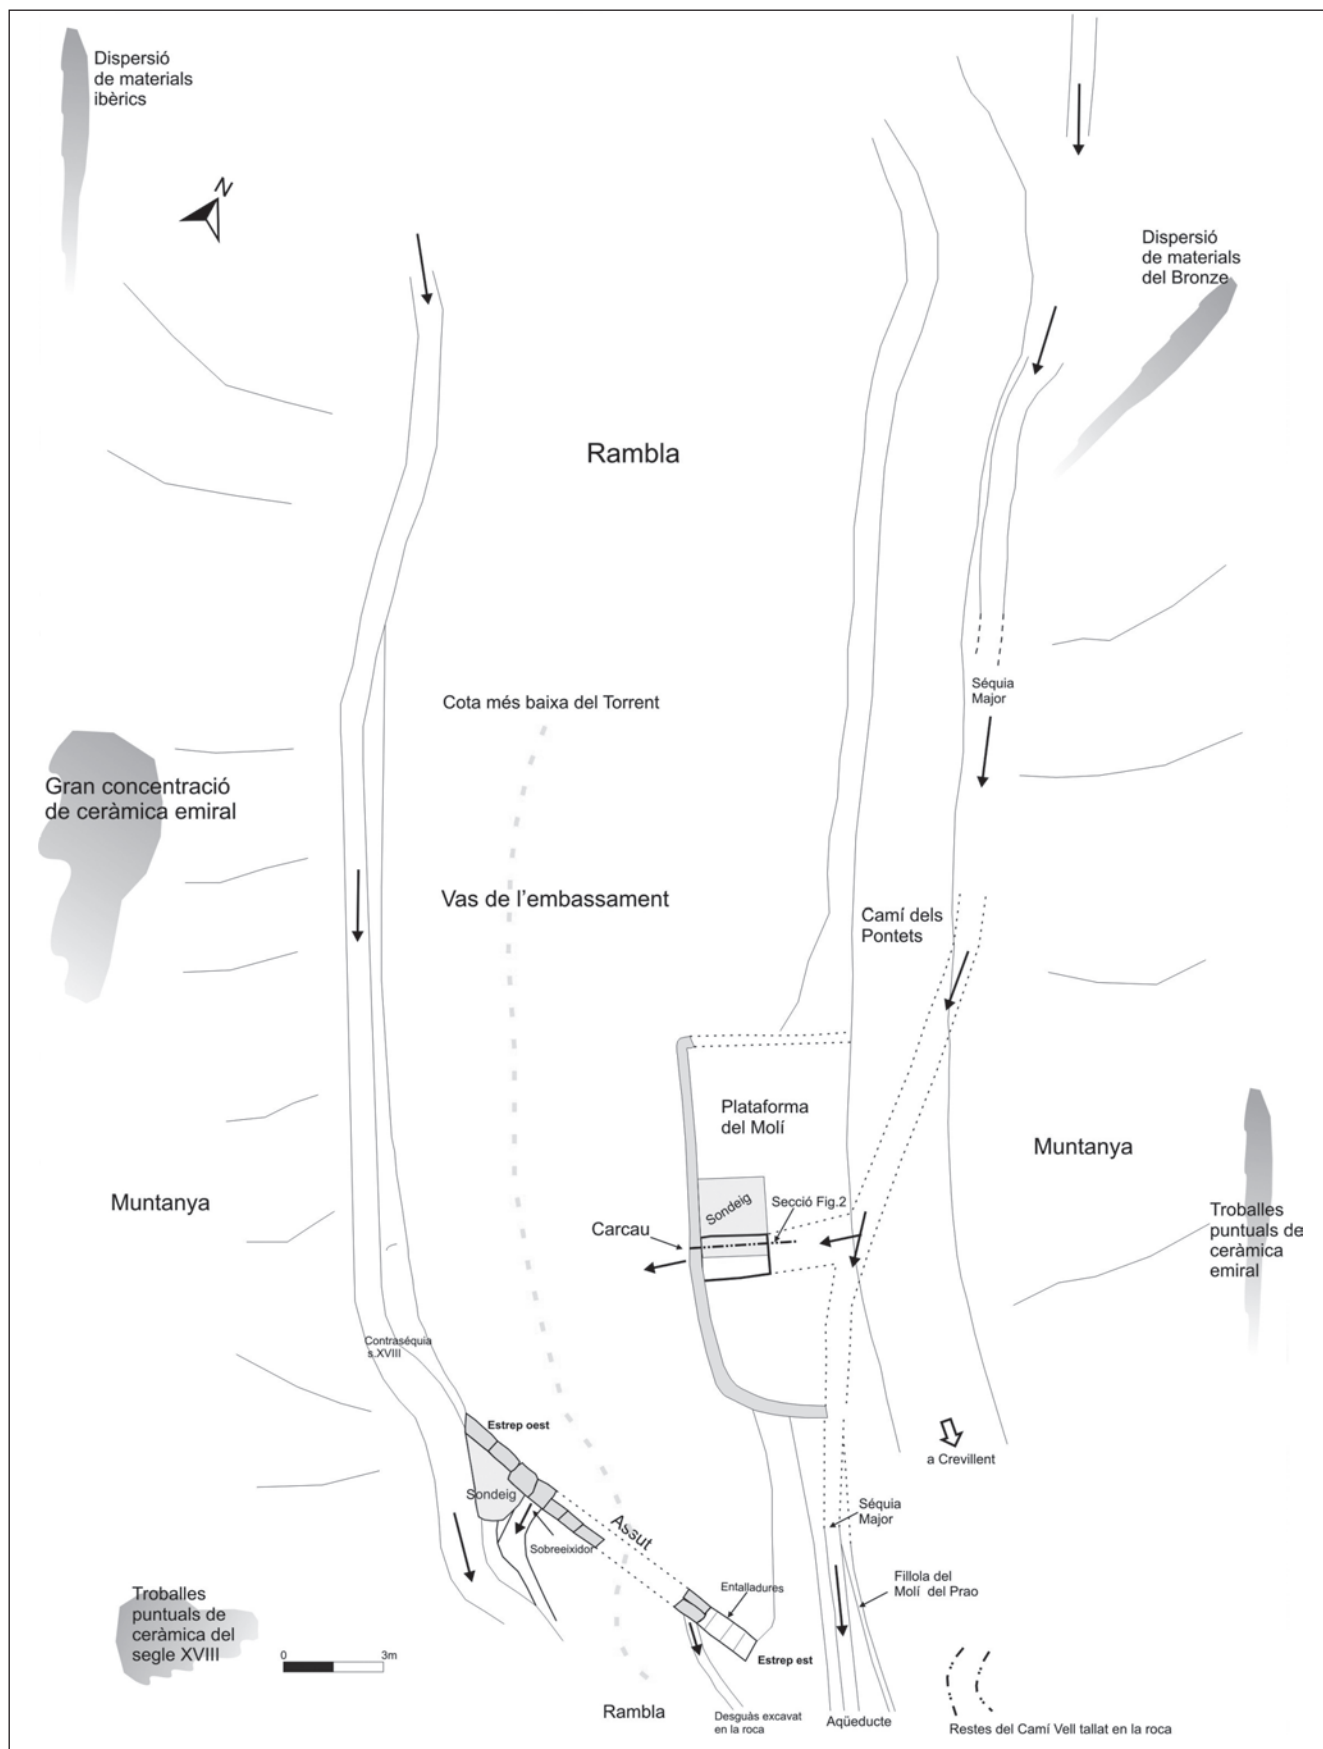 Dispersió
de materials
ibèrics
N
Dispersió
de materials
del Bronze
Rambla
Séquia
Major
Cota més baixa del Torrent
Gran concentració
de ceràmica emiral
Vas de l'embassament
Camí dels
Pontets
Plataforma
del Molí
Muntanya
Muntanya
Sondeig
Secció Fig.2
Carcau
Troballes
puntuals de
ceràmica
emiral
Contraséquia
s.XVIII
Estrep oest
a Crevillent
Sondeig
Séquia
Major
Assut
Sobreeixidor
Fillola del
Molí del Prao
Entalladures
Troballes
puntuals de
ceràmica del
segle XVIII
0 3m
Estrep est
Rambla
Desguàs excavat
en la roca
Aqüeducte
Restes del Camí Vell tallat en la roca